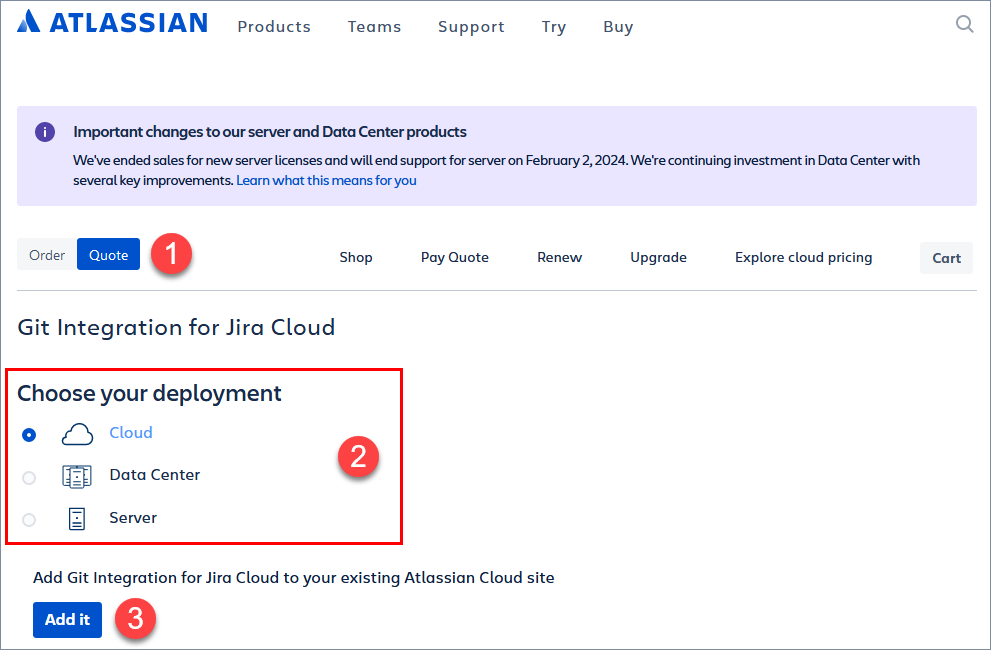 ATLASSIAN Products Teams Support Try Buy
i Important changes to our server and Data Center products
We've ended sales for new server licenses and will end support for server on February 2, 2024. We're continuing investment in Data Center with
several key improvements. Learn what this means for you
Order Quote 1 Shop Pay Quote Renew Upgrade Explore cloud pricing Cart
Git Integration for Jira Cloud
Choose your deployment
Cloud
2
Data Center
Server
Add Git Integration for Jira Cloud to your existing Atlassian Cloud site
Add it 3